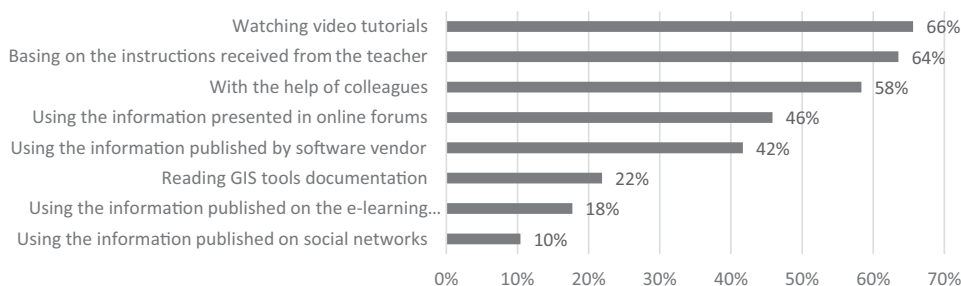 Watching video tutorials 66%
Basing on the instructions received from the teacher 64%
With the help of colleagues 58%
Using the information presented in online forums 46%
Using the information published by software vendor 42%
Reading GIS tools documentation 22%
Using the information published on the e-learning... 18%
Using the information published on social networks 10%
0% 10% 20% 30% 40% 50% 60% 70%